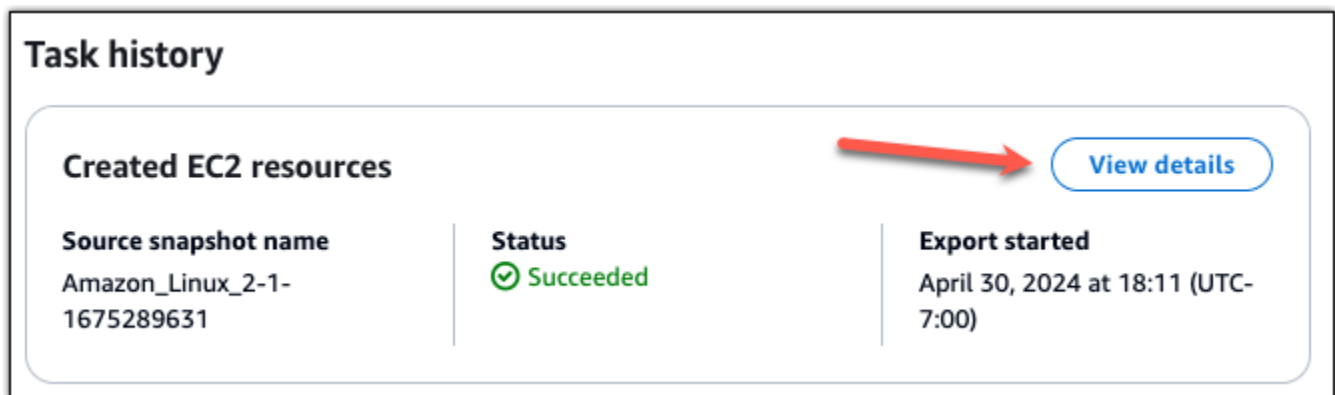 Task history
Created EC2 resources
View details
Source snapshot name
Amazon_Linux_2-1-
1675289631
Status
Succeeded
Export started
April 30, 2024 at 18:11 (UTC-
7:00)